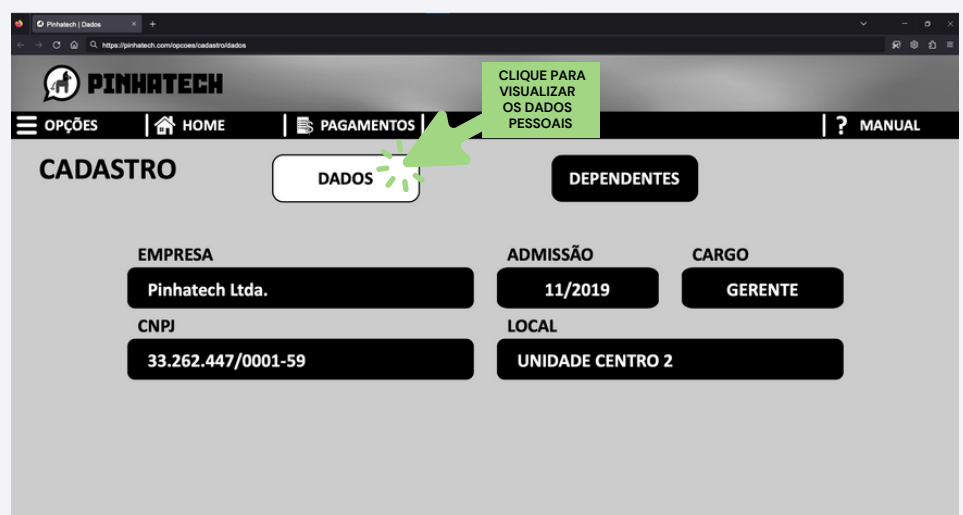 Pinhatech | Dados
https://pinhatech.com/opcoes/cadastro/dados
PINHATECH
CLIQUE PARA
VISUALIZAR
OS DADOS
PESSOAIS
OPÇÕES
HOME
PAGAMENTOS
? MANUAL
CADASTRO
DADOS
DEPENDENTES
EMPRESA
ADMISSÃO
CARGO
Pinhatech Ltda.
11/2019
GERENTE
CNPJ
LOCAL
33.262.447/0001-59
UNIDADE CENTRO 2